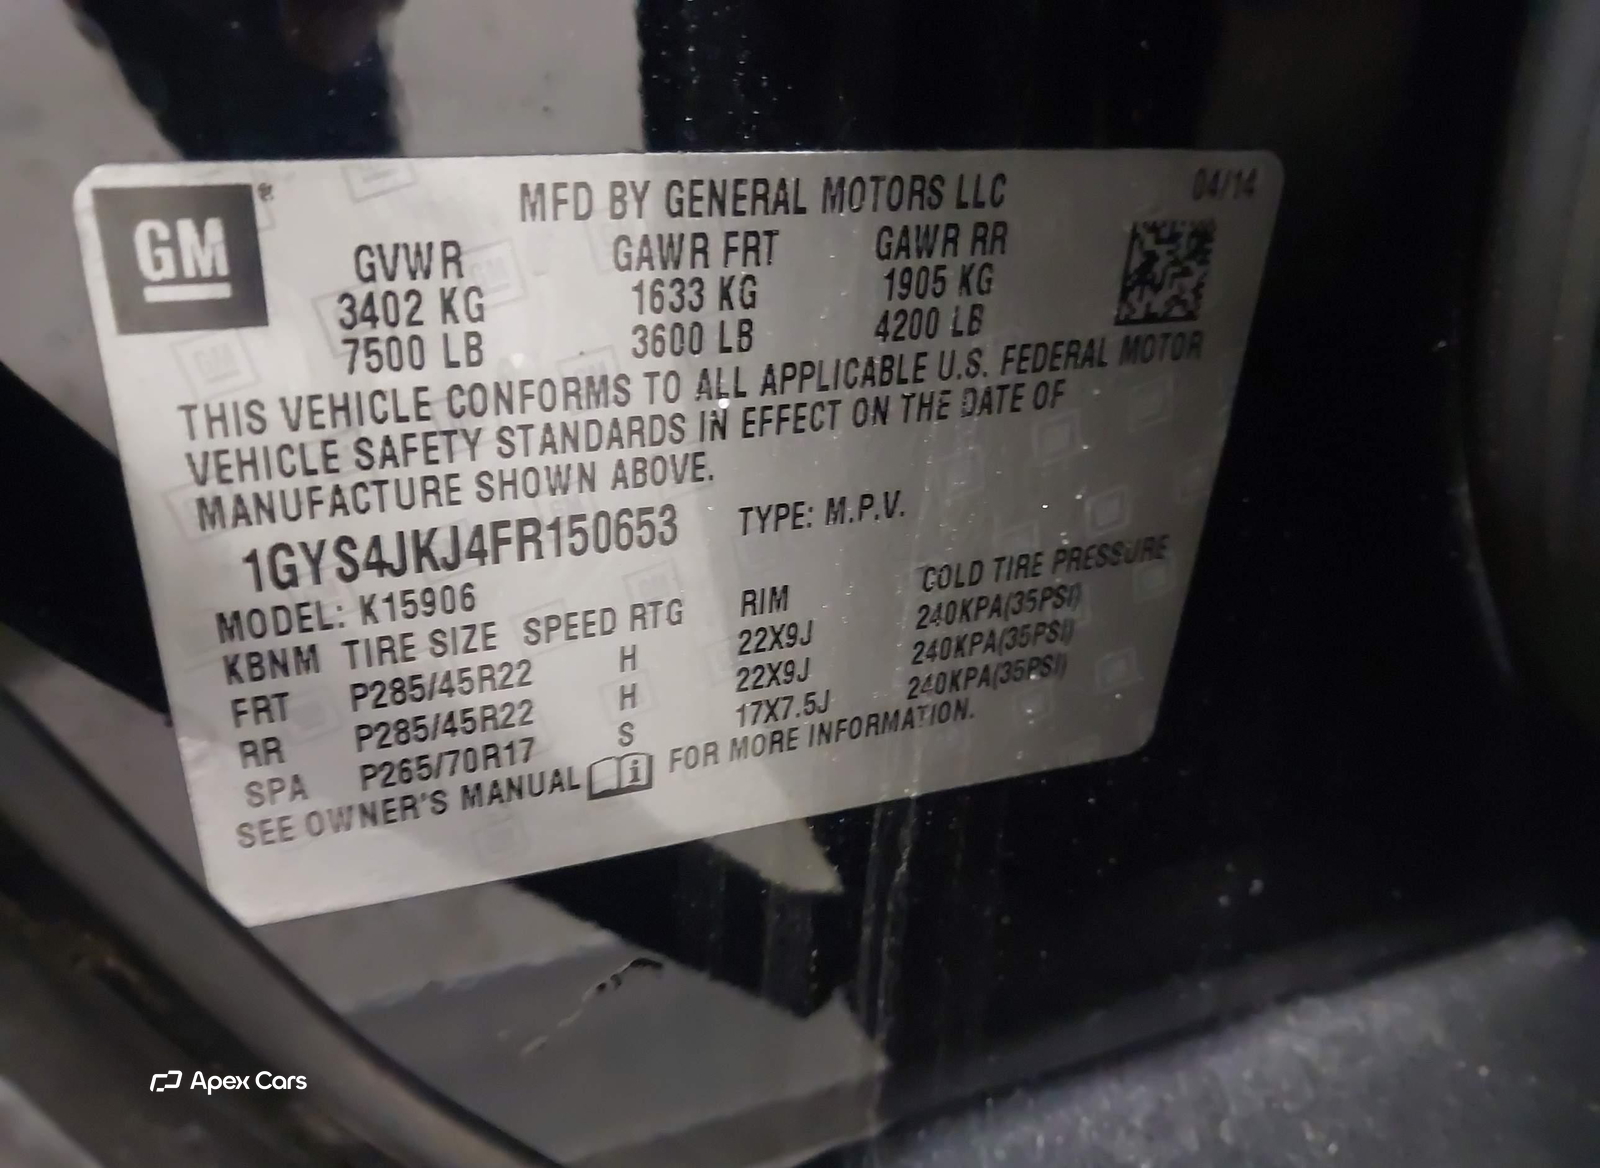 GM
MFD BY GENERAL MOTORS LLC 04/14
GVWR GAWR FRT GAWR RR
3402 KG 1633 KG 1905 KG
7500 LB 3600 LB 4200 LB
THIS VEHICLE CONFORMS TO ALL APPLICABLE U.S. FEDERAL MOTOR
VEHICLE SAFETY STANDARDS IN EFFECT ON THE DATE OF
MANUFACTURE SHOWN ABOVE.
1GYS4JKJ4FR150653 TYPE: M.P.V.
MODEL: K15906
KBNM TIRE SIZE SPEED RTG RIM COLD TIRE PRESSURE
FRT P285/45R22 H 22X9J 240KPA(35PSI)
RR P285/45R22 H 22X9J 240KPA(35PSI)
SPA P265/70R17 S 17X7.5J 240KPA(35PSI)
SEE OWNER'S MANUAL FOR MORE INFORMATION.
Apex Cars